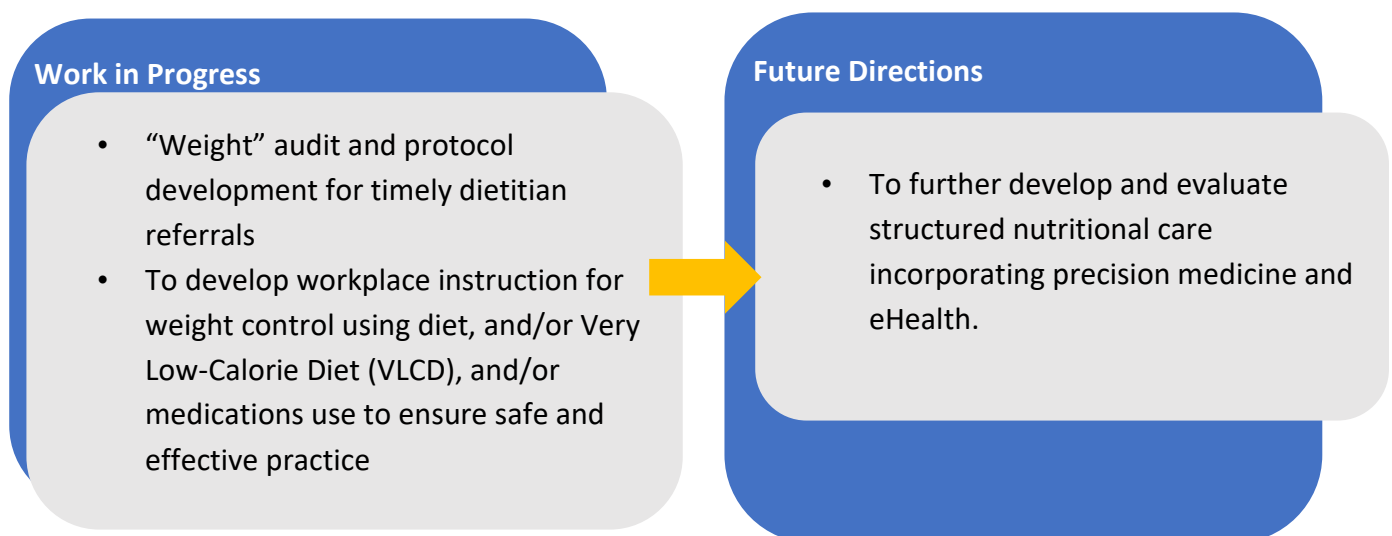 Work in Progress
• “Weight” audit and protocol
development for timely dietitian
referrals
• To develop workplace instruction for
weight control using diet, and/or Very
Low-Calorie Diet (VLCD), and/or
medications use to ensure safe and
effective practice
Future Directions
• To further develop and evaluate
structured nutritional care
incorporating precision medicine and
eHealth.